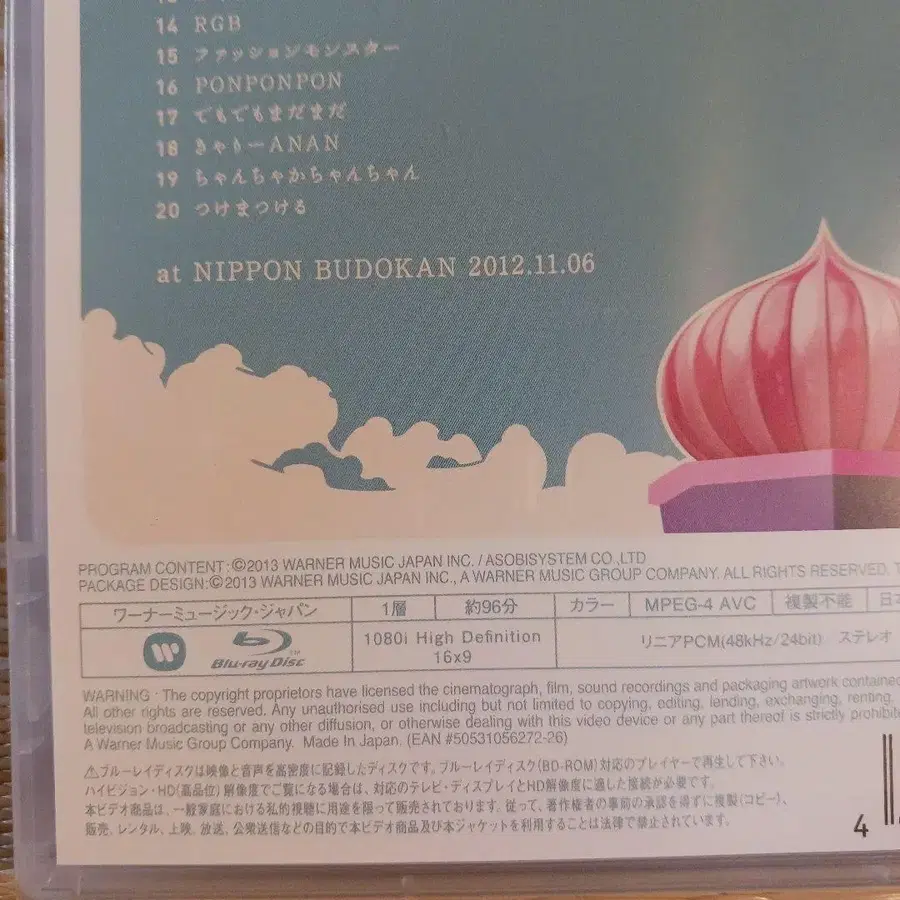 14 RGB
15 ファッションモンスター
16 PONPONPON
17 でもでもまだまだ
18 きゃりーANAN
19 ちゃんちゃかちゃんちゃん
20 つけまつける
at NIPPON BUDOKAN 2012.11.06
PROGRAM CONTENT:©2013 WARNER MUSIC JAPAN INC. / ASOBISYSTEM CO.,LTD
PACKAGE DESIGN:©2013 WARNER MUSIC JAPAN INC., A WARNER MUSIC GROUP COMPANY. ALL RIGHTS RESERVED.
ワーナーミュージック・ジャパン 1層 約96分 カラー MPEG-4 AVC 複製不能
Blu-ray Disc™ 1080i High Definition リニアPCM(48kHz/24bit) ステレオ
16x9
WARNING · The copyright proprietors have licensed the cinematograph, film, sound recordings and packaging artwork contained
All other rights are reserved. Any unauthorised use including but not limited to copying, editing, lending, exchanging, renting,
television broadcasting or any other diffusion, or otherwise dealing with this video device or any part thereof is strictly
A Warner Music Group Company. Made In Japan. (EAN #50531056272-26)
⚠ブルーレイディスクは映像と音声を高密度に記録したディスクです。ブルーレイディスク(BD-ROM)対応のプレイヤーで再生して下さい。
ハイビジョン・HD(高品位)解像度でご覧になる場合は、対応のテレビ・ディスプレイとHD解像度に適した接続が必要です。
本ビデオ商品は、一般家庭における私的視聴に用途を限って販売されております。従って、著作権者の事前の承認を得ずに複製(コピー)、
販売、レンタル、上映、放送、公衆送信などの目的で本ビデオ商品及び本ジャケットを利用することは法律で禁止されています。
4